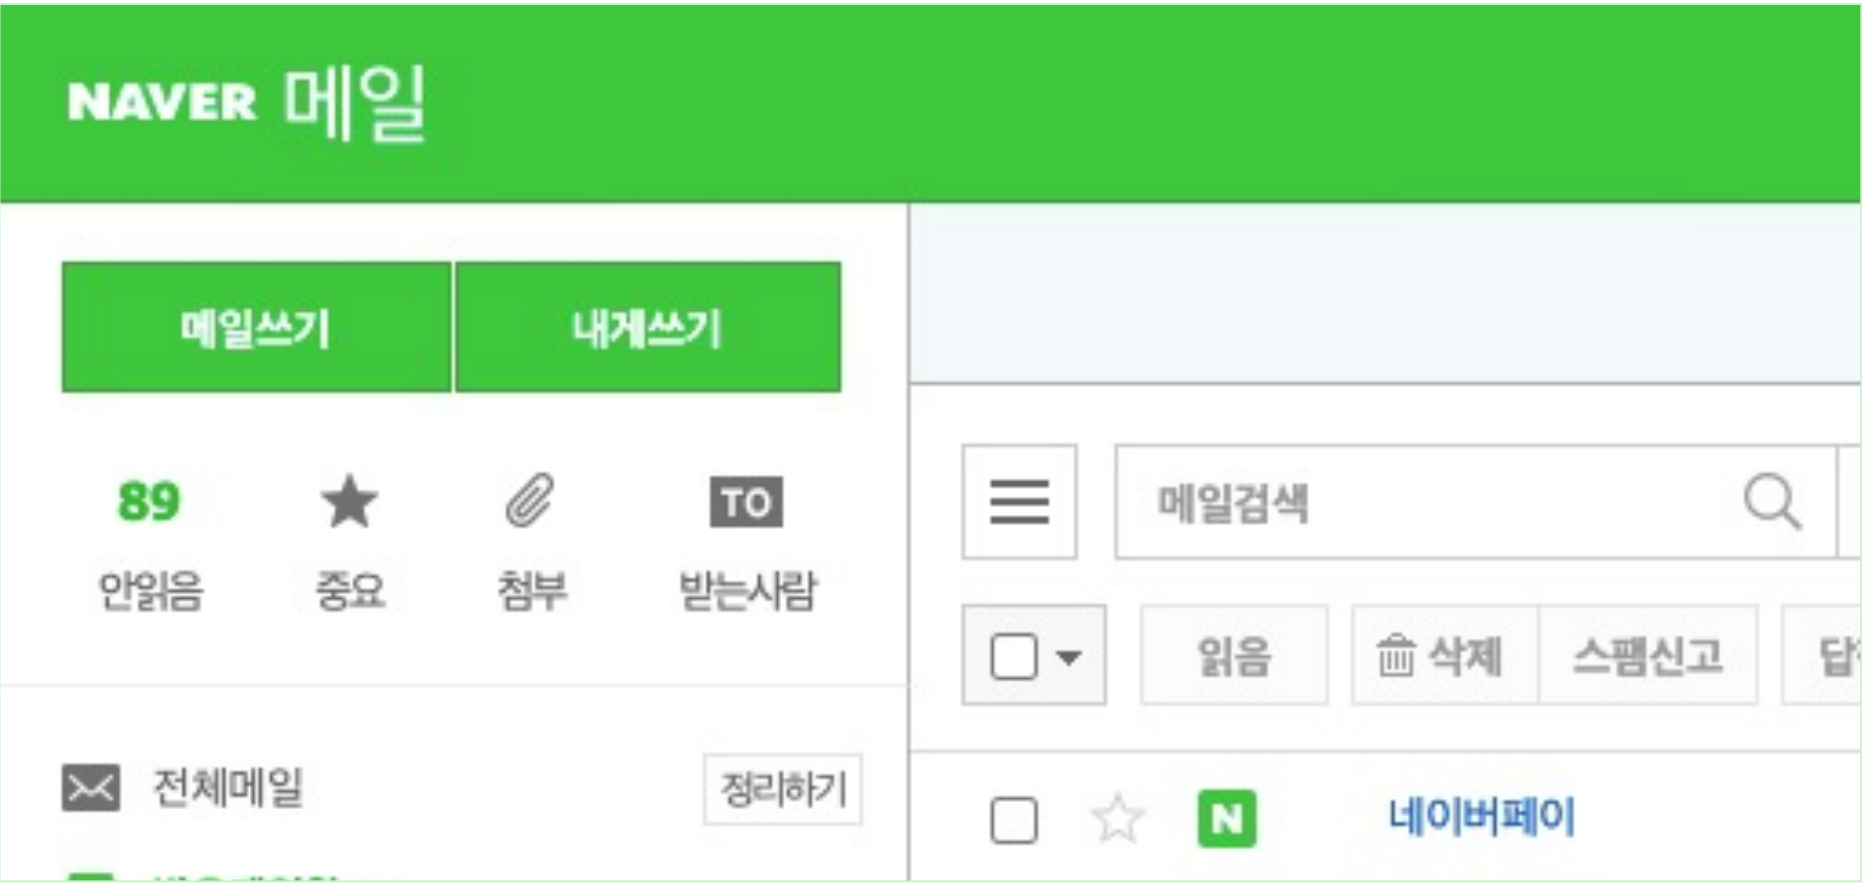 NAVER 메일
메일쓰기 내게쓰기
89 TO
안읽음 중요 첨부 받는사람
전체메일 정리하기
메일검색
읽음 삭제 스팸신고
N 네이버페이